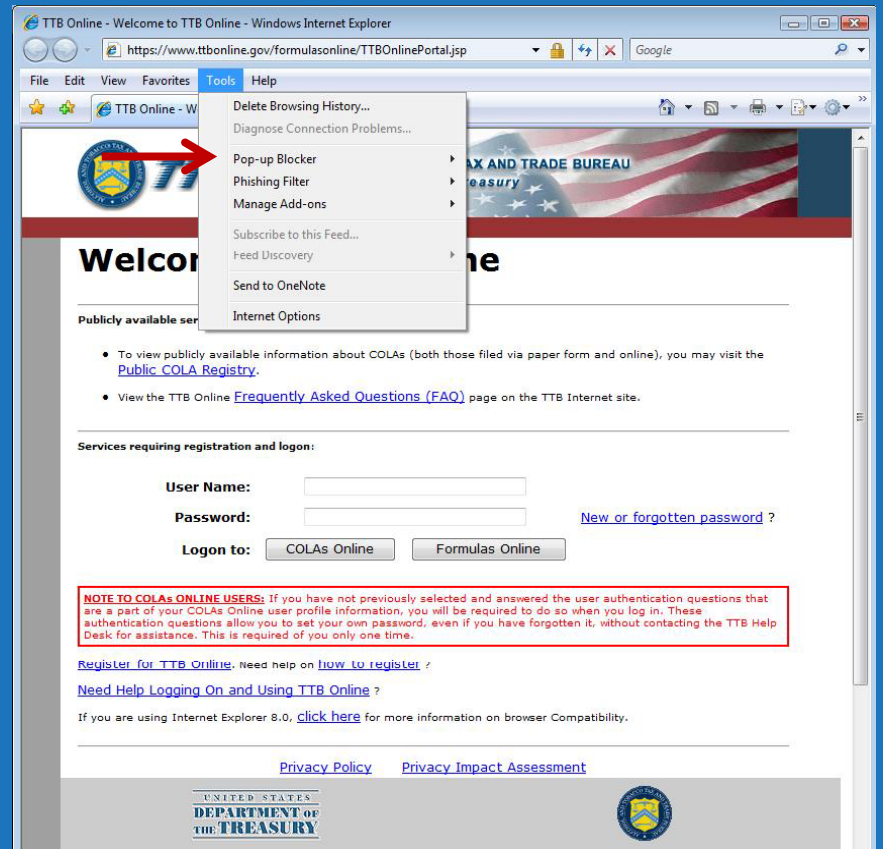 TTB Online - Welcome to TTB Online - Windows Internet Explorer
https://www.ttbonline.gov/formulasonline/TTBOnlinePortal.jsp
Google
File Edit View Favorites Tools Help
TTB Online - W
Delete Browsing History...
Diagnose Connection Problems...
Pop-up Blocker
Phishing Filter
Manage Add-ons
Subscribe to this Feed...
Feed Discovery
Send to OneNote
Internet Options
AX AND TRADE BUREAU
easury
Welcor ne
Publicly available ser
• To view publicly available information about COLAs (both those filed via paper form and online), you may visit the
Public COLA Registry.
• View the TTB Online Frequently Asked Questions (FAQ) page on the TTB Internet site.
Services requiring registration and logon:
User Name:
Password: New or forgotten password ?
Logon to: COLAs Online Formulas Online
NOTE TO COLAs ONLINE USERS: If you have not previously selected and answered the user authentication questions that
are a part of your COLAs Online user profile information, you will be required to do so when you log in. These
authentication questions allow you to set your own password, even if you have forgotten it, without contacting the TTB Help
Desk for assistance. This is required of you only one time.
Register for TTB Online. Need help on how to register ?
Need Help Logging On and Using TTB Online ?
If you are using Internet Explorer 8.0, click here for more information on browser Compatibility.
Privacy Policy Privacy Impact Assessment
UNITED STATES
DEPARTMENT OF
THE TREASURY